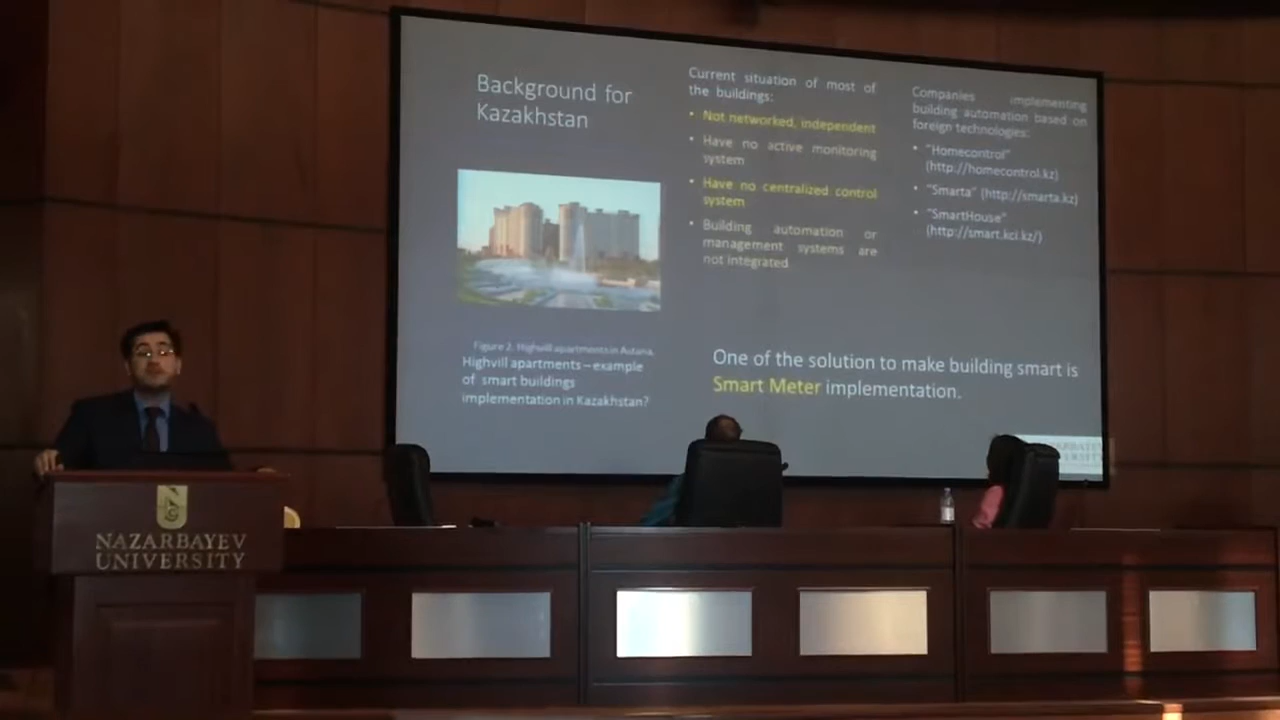 Background for
Kazakhstan
Figure 2. Highvill apartments in Astana.
Highvill apartments – example
of smart buildings
implementation in Kazakhstan?
Current situation of most of
the buildings:
• Not networked, independent
• Have no active monitoring
system
• Have no centralized control
system
• Building automation or
management systems are
not integrated
Companies implementing
building automation based on
foreign technologies:
• "Homecontrol"
(http://homecontrol.kz)
• "Smarta" (http://smarta.kz)
• "SmartHouse"
(http://smart.kcl.kz/)
One of the solution to make building smart is
Smart Meter implementation.
NAZARBAYEV
UNIVERSITY
NAZARBAYEV
UNIVERSITY